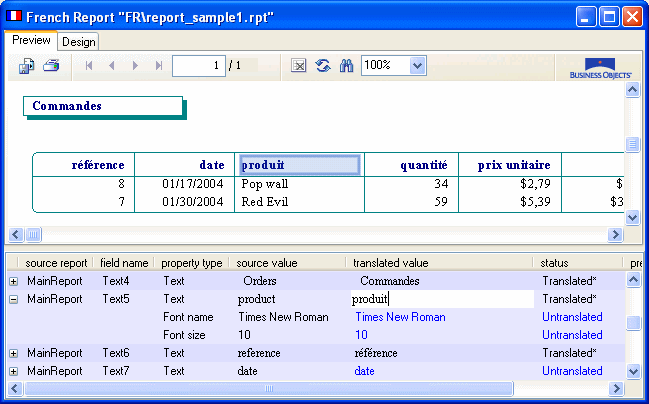 French Report "FR\report_sample1.rpt"
Preview Design
1 / 1 100% BUSINESS OBJECTS
Commandes
référence date produit quantité prix unitaire
8 01/17/2004 Pop wall 34 $2,79 $
7 01/30/2004 Red Evil 59 $5,39 $3
source report field name property type source value translated value status pre
MainReport Text4 Text Orders Commandes Translated*
MainReport Text5 Text product produit Translated*
Font name Times New Roman Times New Roman Untranslated
Font size 10 10 Untranslated
MainReport Text6 Text reference référence Translated*
MainReport Text7 Text date date Untranslated